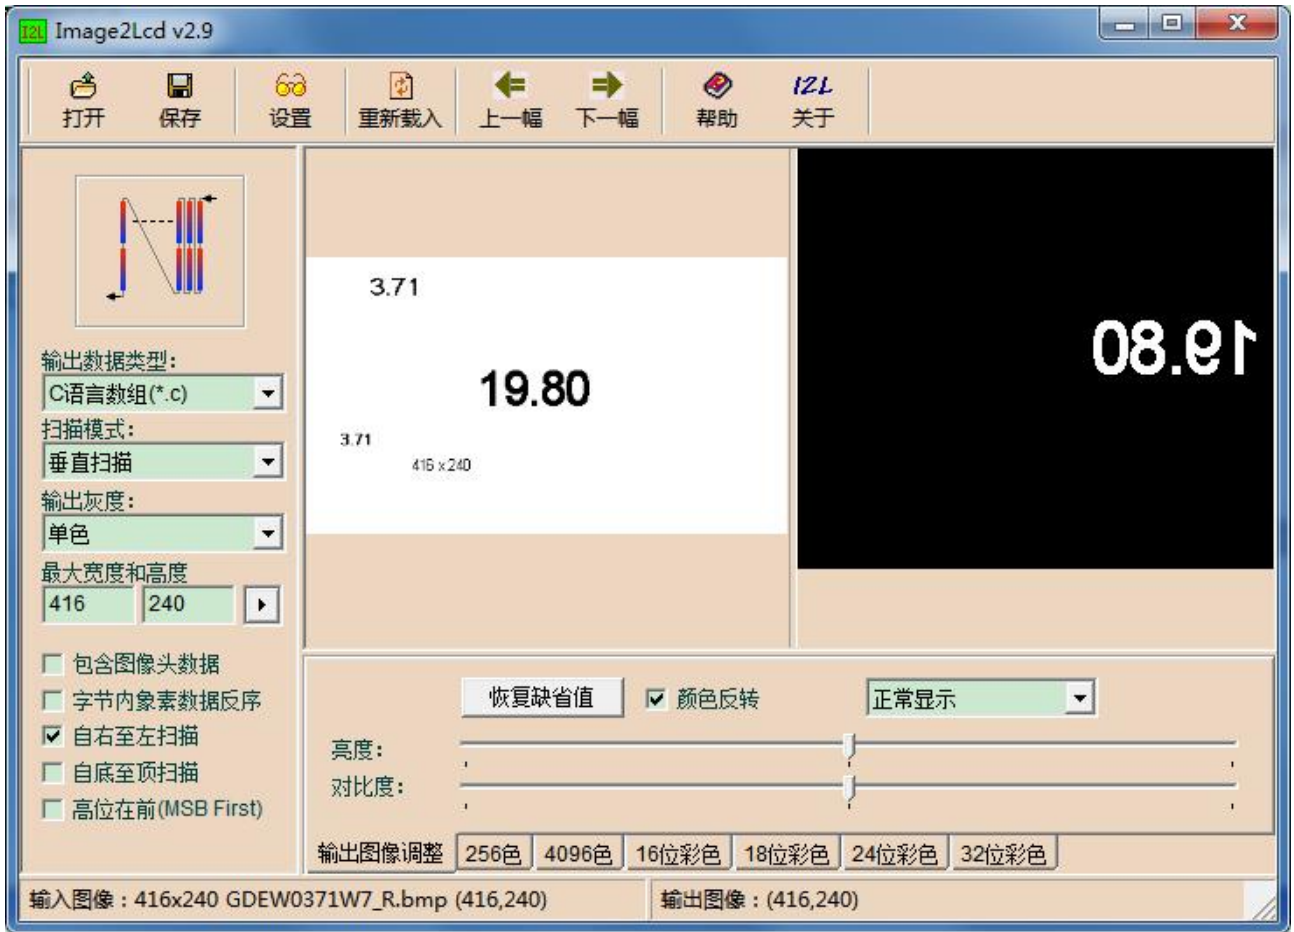 I2L Image2Lcd v2.9
打开 保存 设置 重新载入 上一幅 下一幅 帮助 I2L 关于
输出数据类型:
C语言数组(*.c)
扫描模式:
垂直扫描
输出灰度:
单色
最大宽度和高度
416 240
包含图像头数据
字节内象素数据反序
自右至左扫描
自底至顶扫描
高位在前(MSB First)
3.71
19.80
3.71
416 x 240
19.80
恢复缺省值 颜色反转 正常显示
亮度:
对比度:
输出图像调整 256色 4096色 16位彩色 18位彩色 24位彩色 32位彩色
输入图像:416x240 GDEW0371W7_R.bmp (416,240) 输出图像:(416,240)